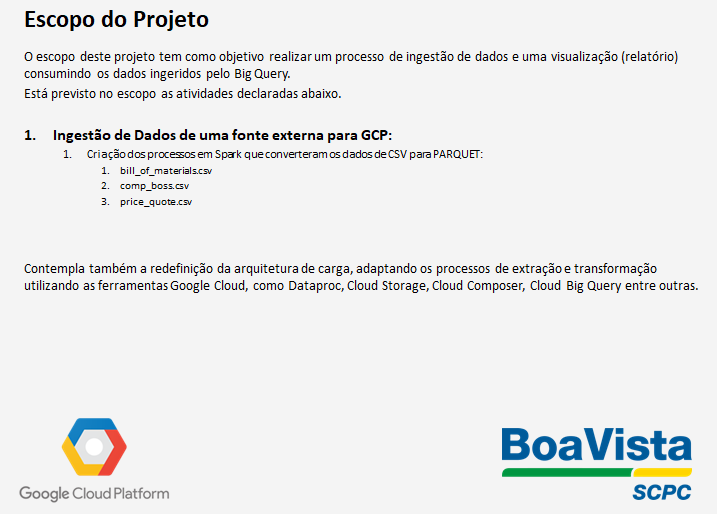 Escopo do Projeto
O escopo deste projeto tem como objetivo realizar um processo de ingestão de dados e uma visualização (relatório)
consumindo os dados ingeridos pelo Big Query.
Está previsto no escopo as atividades declaradas abaixo.
1. Ingestão de Dados de uma fonte externa para GCP:
1. Criação dos processos em Spark que converteram os dados de CSV para PARQUET:
1. bill_of_materials.csv
2. comp_boss.csv
3. price_quote.csv
Contempla também a redefinição da arquitetura de carga, adaptando os processos de extração e transformação
utilizando as ferramentas Google Cloud, como Dataproc, Cloud Storage, Cloud Composer, Cloud Big Query entre outras.
Google Cloud Platform
BoaVista
SCPC